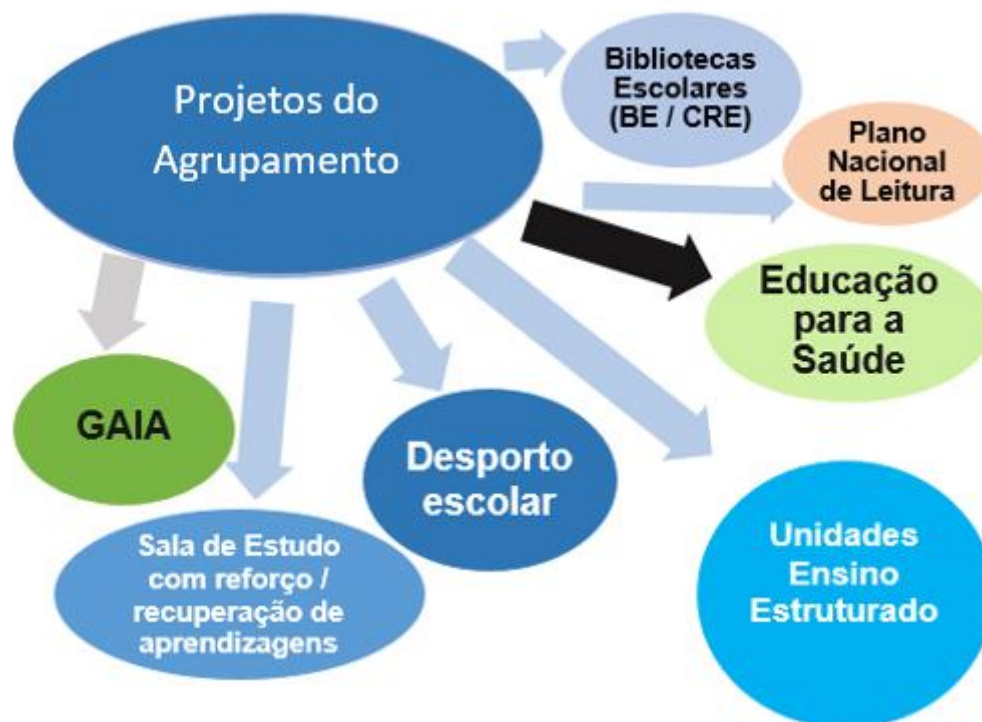 Projetos do
Agrupamento
Bibliotecas
Escolares
(BE / CRE)
Plano
Nacional
de Leitura
Educação
para a
Saúde
GAIA
Desporto
escolar
Sala de Estudo
com reforço /
recuperação de
aprendizagens
Unidades
Ensino
Estruturado